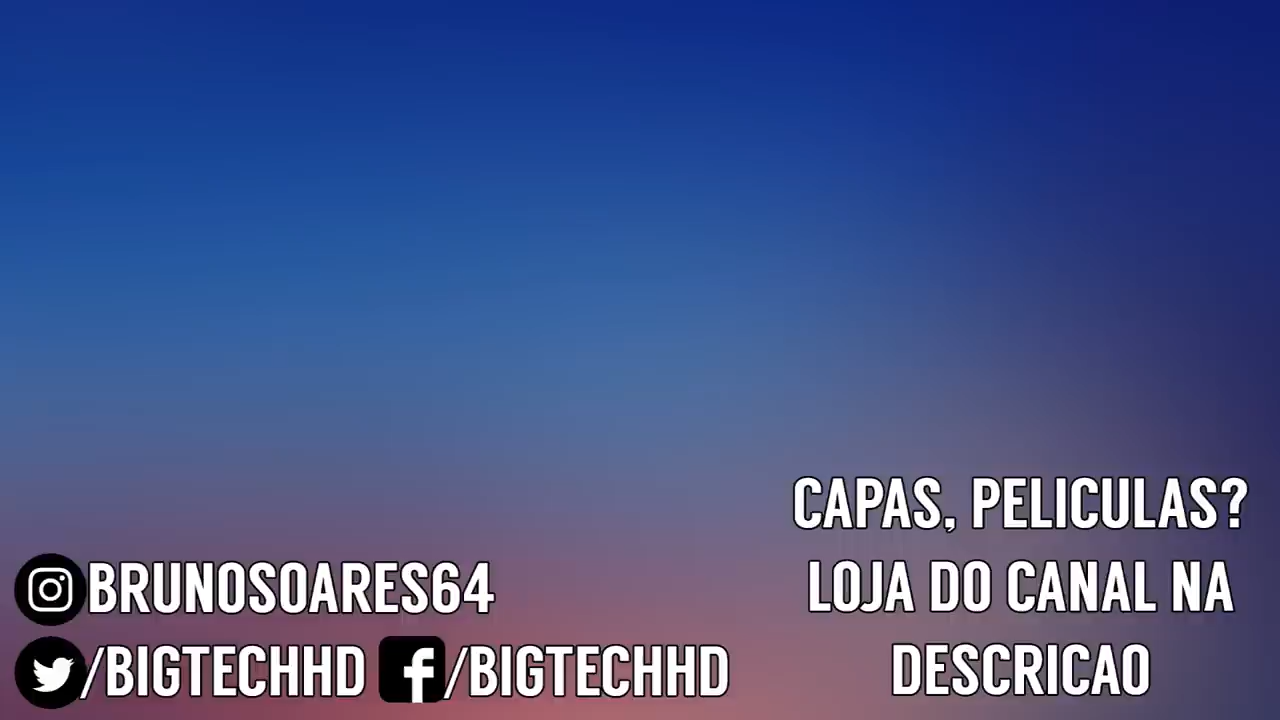 CAPAS, PELICULAS?
LOJA DO CANAL NA
DESCRICAO
BRUNOSOARES64
/BIGTECHHD /BIGTECHHD